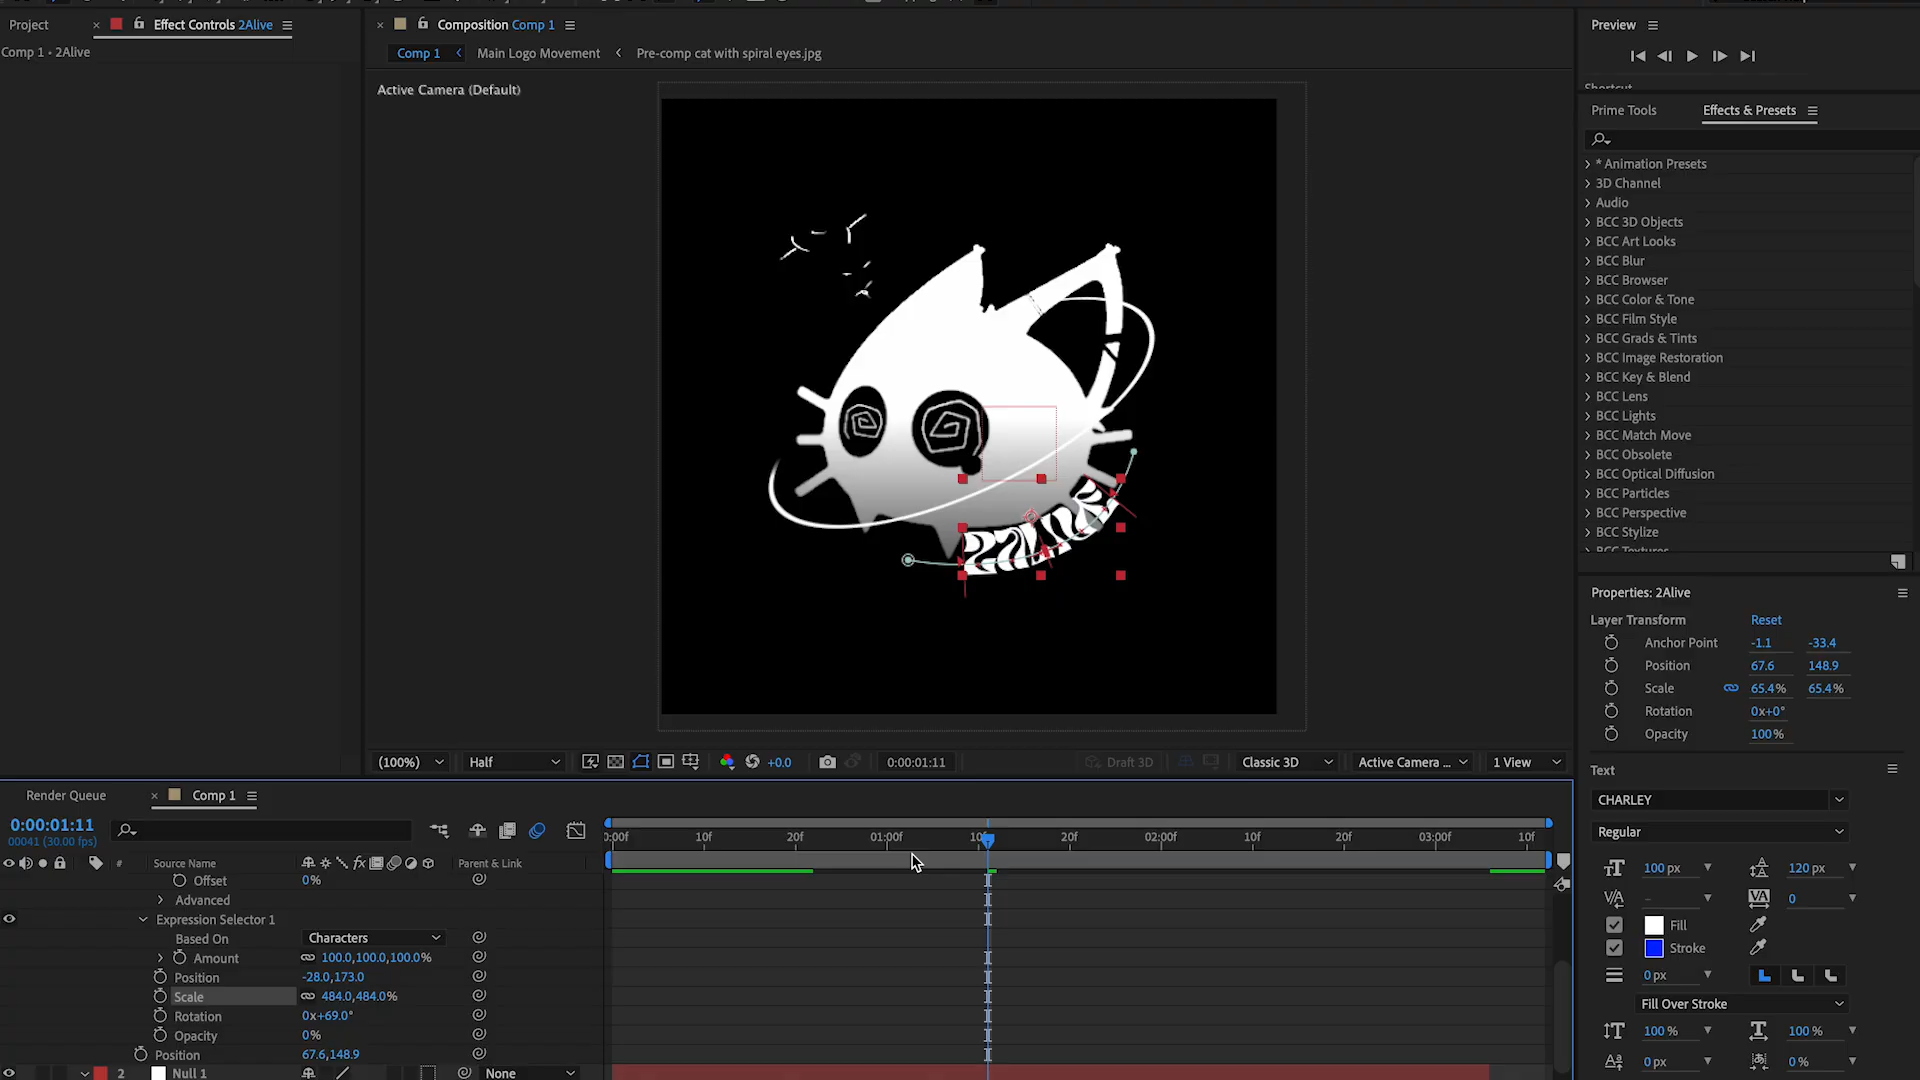 Project
Effect Controls 2Alive
Comp 1 • 2Alive
Composition Comp 1
Comp 1
Main Logo Movement
Pre-comp cat with spiral eyes.jpg
Active Camera (Default)
Preview
Prime Tools
Effects & Presets
* Animation Presets
3D Channel
Audio
BCC 3D Objects
BCC Art Looks
BCC Blur
BCC Browser
BCC Color & Tone
BCC Film Style
BCC Grads & Tints
BCC Image Restoration
BCC Key & Blend
BCC Lens
BCC Lights
BCC Match Move
BCC Obsolete
BCC Optical Diffusion
BCC Particles
BCC Perspective
BCC Stylize
Properties: 2Alive
Layer Transform Reset
Anchor Point -1.1 -33.4
Position 67.6 148.9
Scale 65.4% 65.4%
Rotation 0x+0°
Opacity 100%
Text
CHARLEY
Regular
100 px 120 px
0
Fill
Stroke
0 px
Fill Over Stroke
100 % 100 %
0 px 0 %
(100%) Half +0.0 0:00:01:11 Draft 3D Classic 3D Active Camera ... 1 View
Render Queue
Comp 1
0:00:01:11
00041 (30.00 fps)
0:00f 10f 20f 01:00f 10f 20f 02:00f 10f 20f 03:00f 10f
# Source Name Parent & Link
Offset 0%
Advanced
Expression Selector 1
Based On Characters
Amount 100.0,100.0,100.0%
Position -28.0,173.0
Scale 484.0,484.0%
Rotation 0x+69.0°
Opacity 0%
Position 67.6,148.9
2 Null 1 None